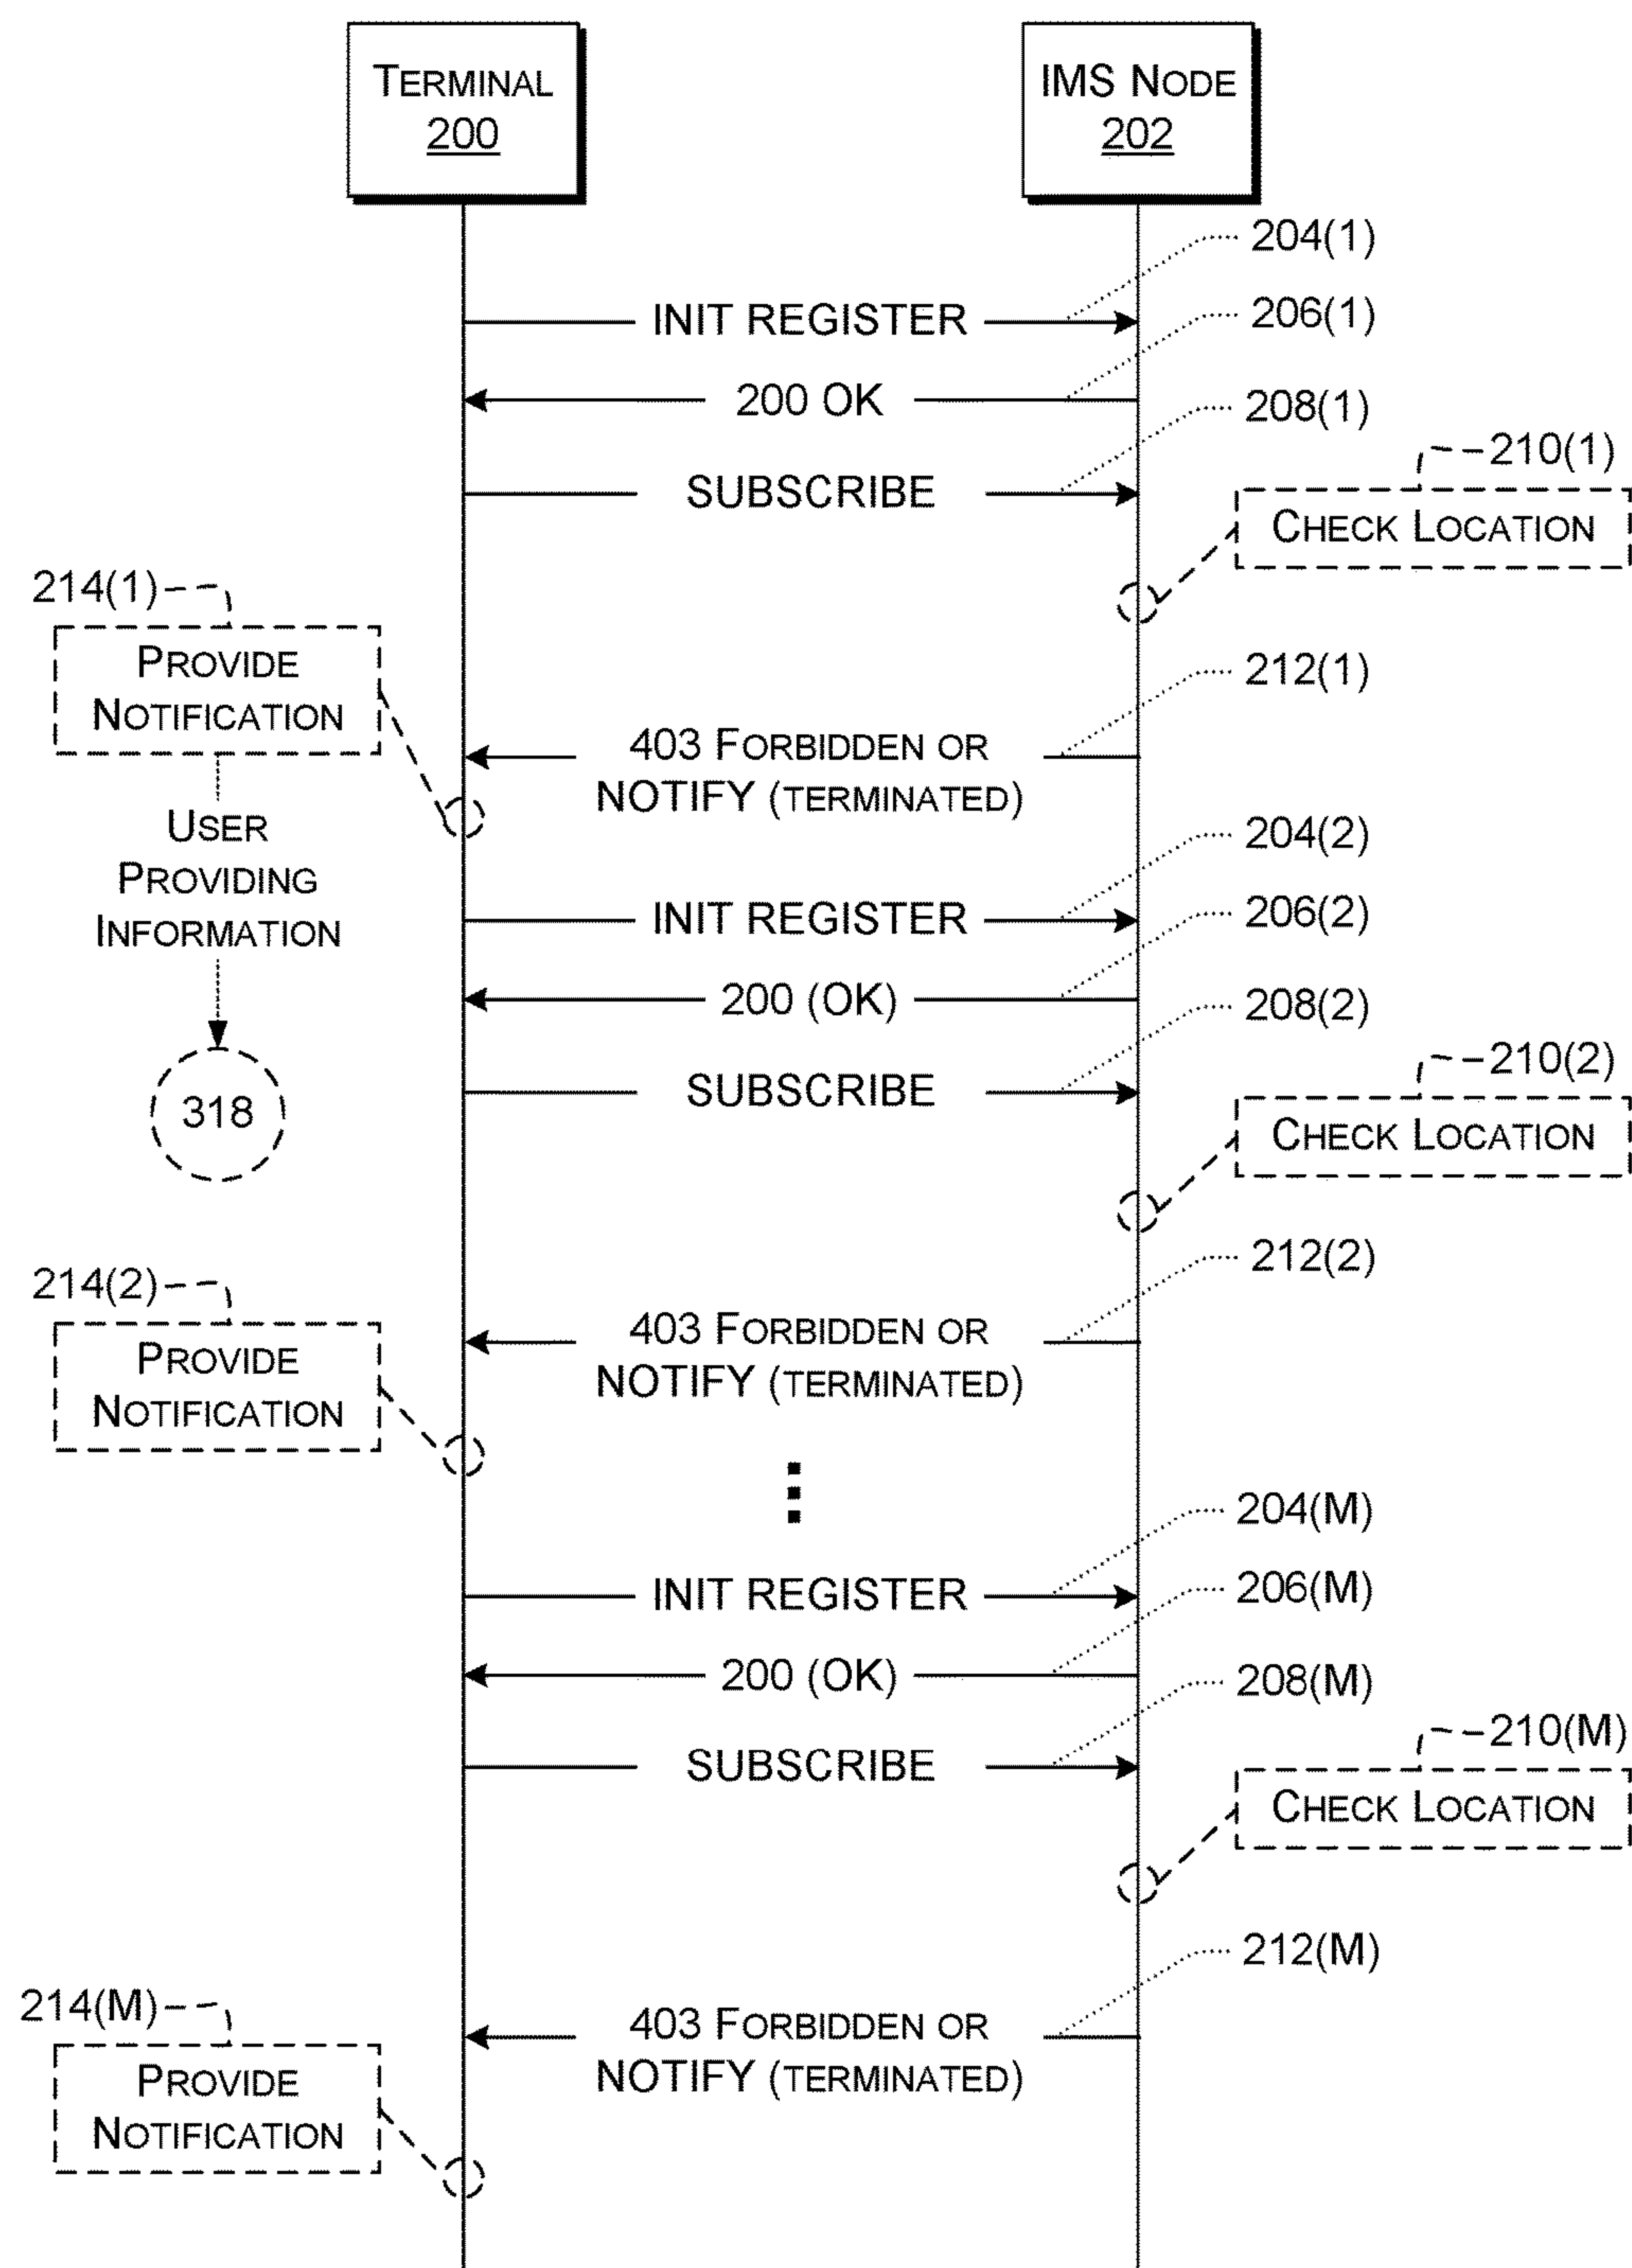 TERMINAL
200
IMS NODE
202
204(1)
INIT REGISTER
206(1)
200 OK
208(1)
SUBSCRIBE
210(1)
CHECK LOCATION
214(1)
PROVIDE
NOTIFICATION
212(1)
403 FORBIDDEN OR
NOTIFY (TERMINATED)
USER
PROVIDING
INFORMATION
318
204(2)
INIT REGISTER
206(2)
200 (OK)
208(2)
SUBSCRIBE
210(2)
CHECK LOCATION
212(2)
214(2)
PROVIDE
NOTIFICATION
403 FORBIDDEN OR
NOTIFY (TERMINATED)
204(M)
INIT REGISTER
206(M)
200 (OK)
208(M)
SUBSCRIBE
210(M)
CHECK LOCATION
212(M)
214(M)
PROVIDE
NOTIFICATION
403 FORBIDDEN OR
NOTIFY (TERMINATED)